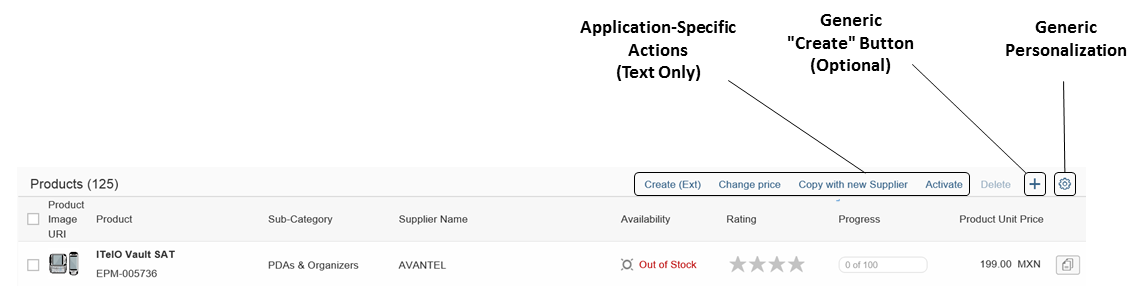 Application-Specific
Actions
(Text Only)
Generic
"Create" Button
(Optional)
Generic
Personalization
Products (125)
Create (Ext) Change price Copy with new Supplier Activate Delete
Product
Image
URI
Product Sub-Category Supplier Name Availability Rating Progress Product Unit Price
ITelO Vault SAT
EPM-005736
PDAs & Organizers AVANTEL Out of Stock 0 of 100 199.00 MXN